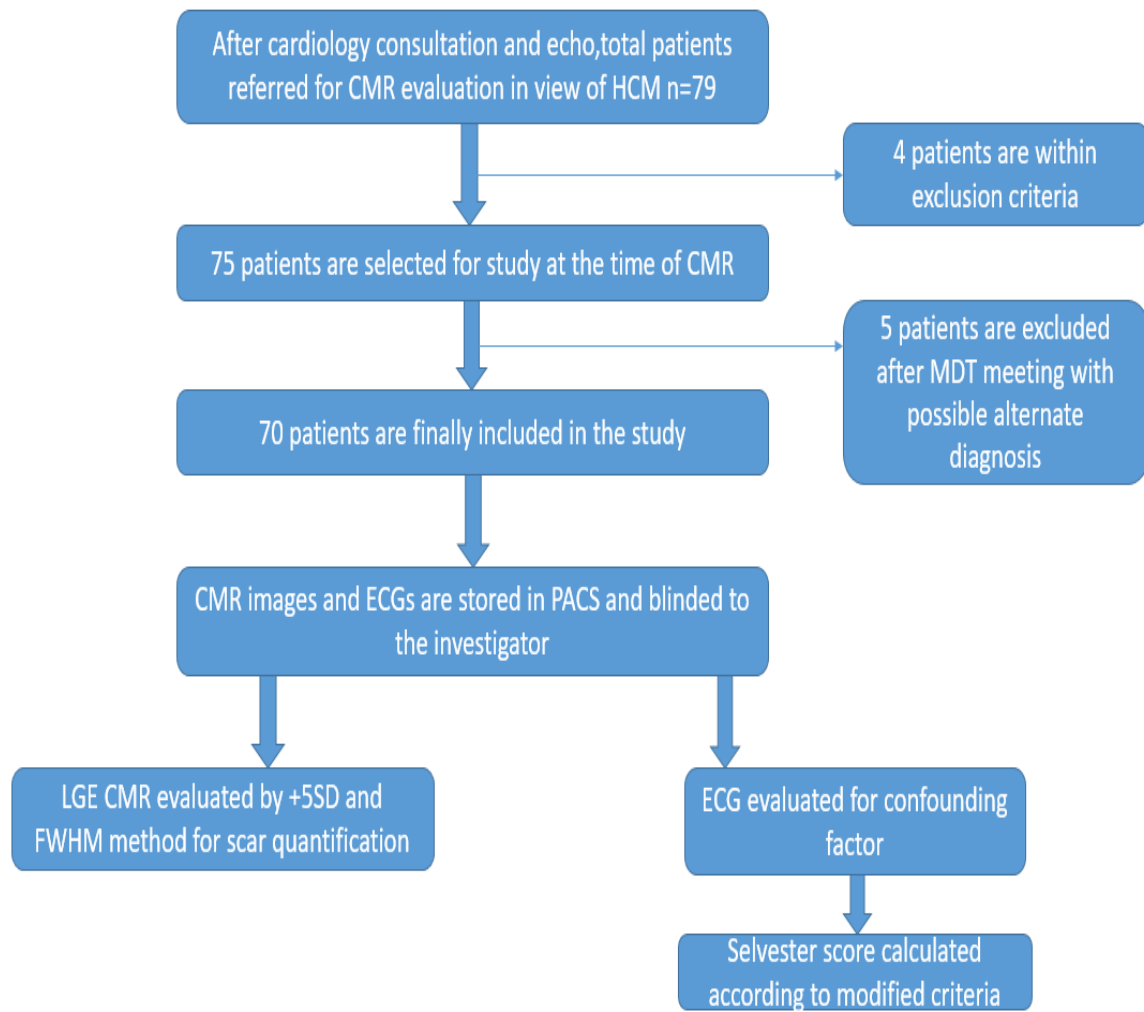 After cardiology consultation and echo,total patients
referred for CMR evaluation in view of HCM n=79
4 patients are within
exclusion criteria
75 patients are selected for study at the time of CMR
5 patients are excluded
after MDT meeting with
possible alternate
diagnosis
70 patients are finally included in the study
CMR images and ECGs are stored in PACS and blinded to
the investigator
LGE CMR evaluated by +5SD and
FWHM method for scar quantification
ECG evaluated for confounding
factor
Selvester score calculated
according to modified criteria